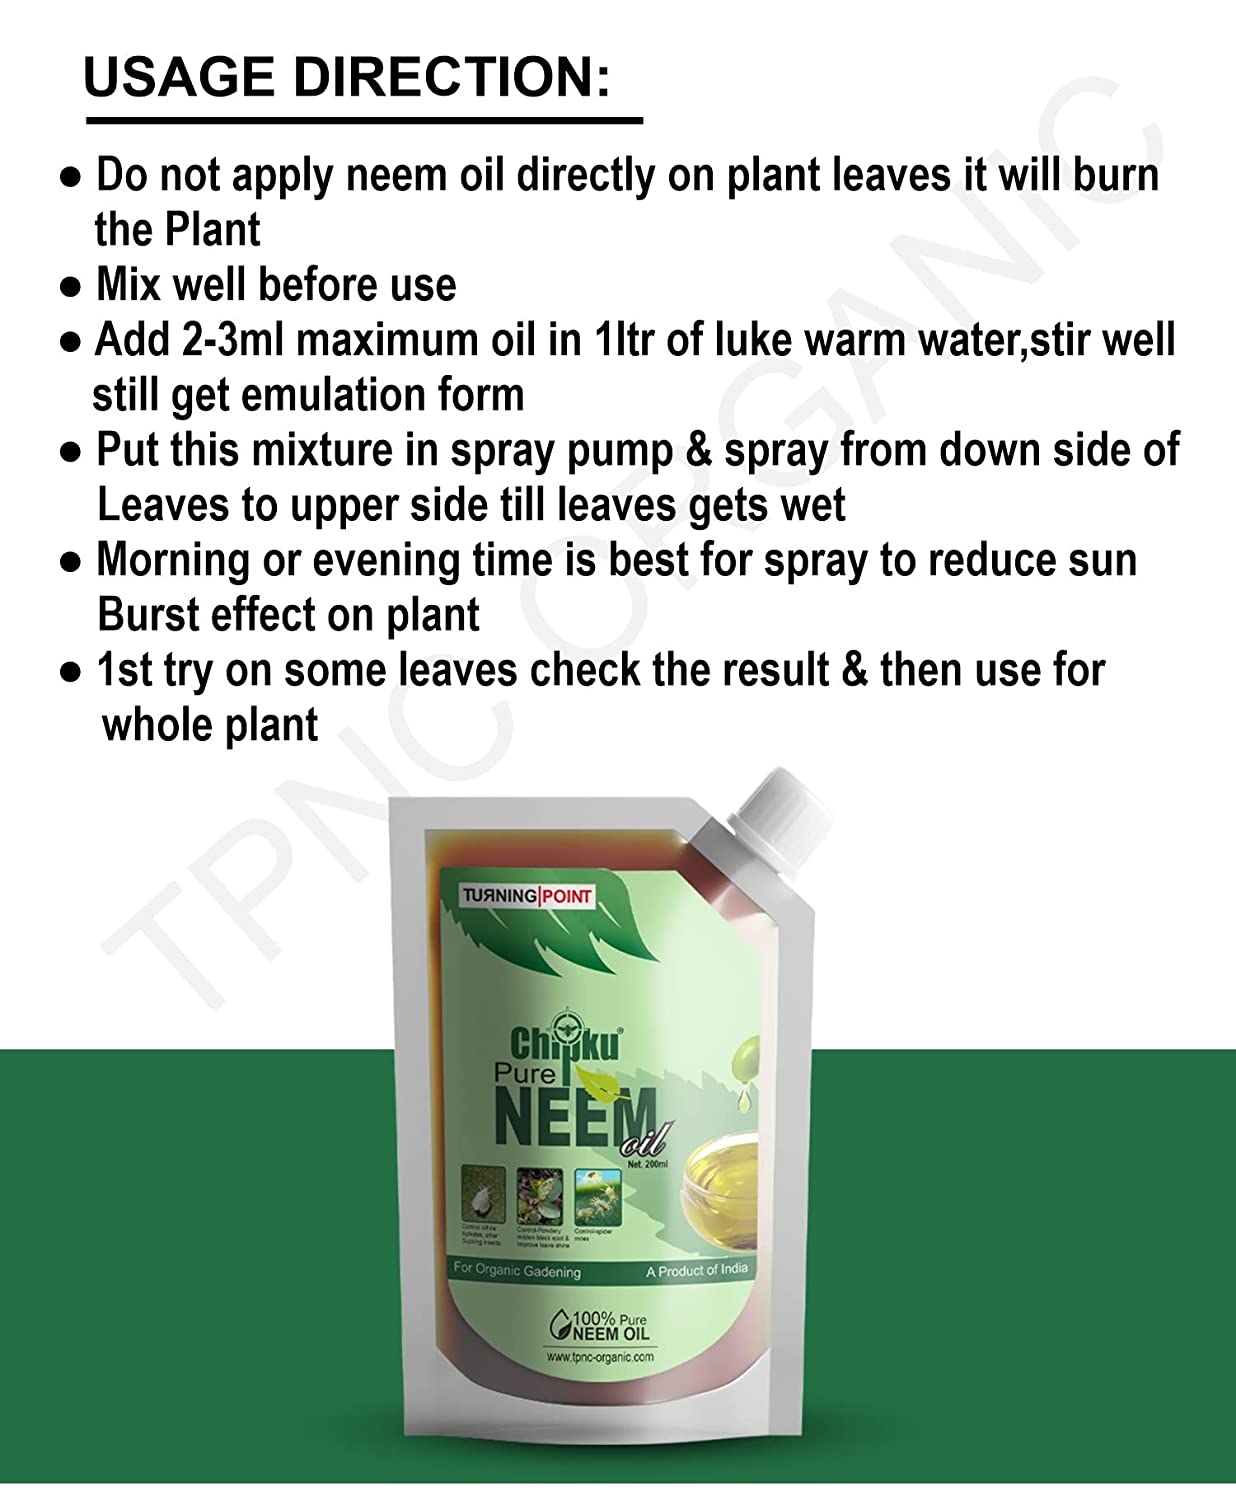 USAGE DIRECTION:
● Do not apply neem oil directly on plant leaves it will burn
the Plant
● Mix well before use
● Add 2-3ml maximum oil in 1ltr of luke warm water,stir well
still get emulation form
● Put this mixture in spray pump & spray from down side of
Leaves to upper side till leaves gets wet
● Morning or evening time is best for spray to reduce sun
Burst effect on plant
● 1st try on some leaves check the result & then use for
whole plant
TPNC ORGANIC
TUЯNING|POINT
Chipku®
Pure
NEEM
oil
Net. 200ml
Control White
Aphides, other
Sucking insects
Control-Powdery
mildew black spot &
Improve leave shine
Control-spider
mites
For Organic Gadening
A Product of India
100% Pure
NEEM OIL
www.tpnc-organic.com